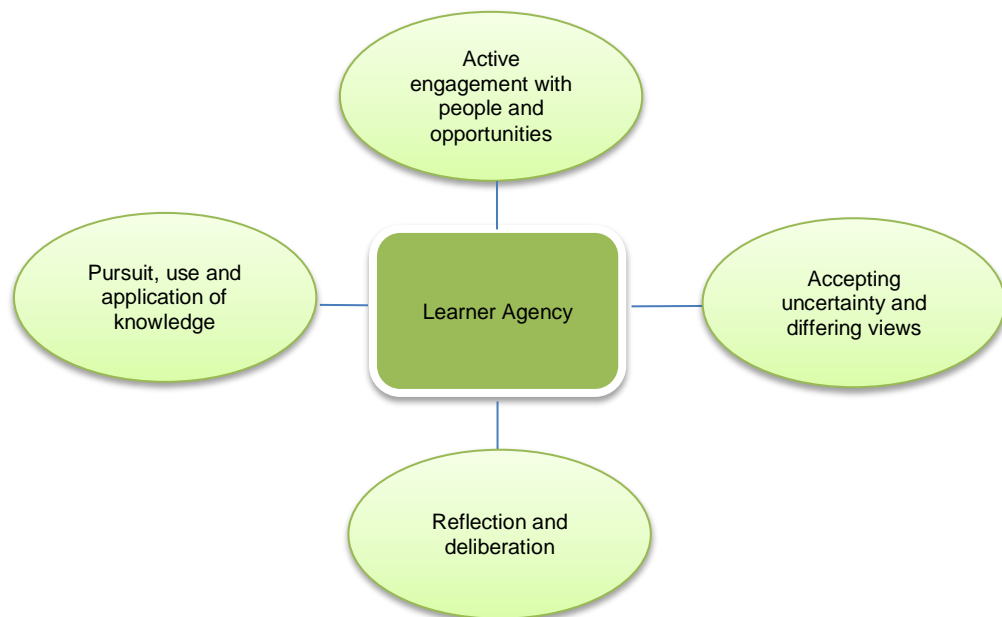 Active
engagement with
people and
opportunities
Pursuit, use and
application of
knowledge
Learner Agency
Accepting
uncertainty and
differing views
Reflection and
deliberation